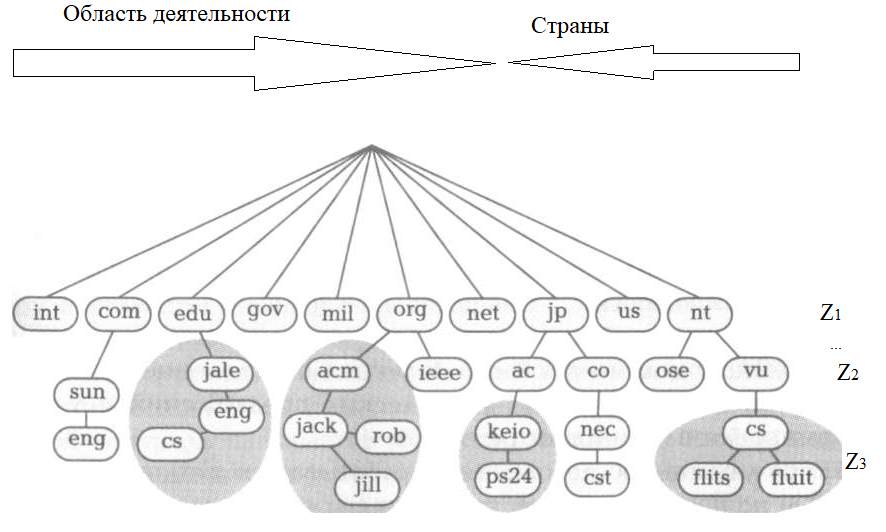 Область деятельности
Страны
int com edu gov mil org net jp us nt Z1
...
jale acm ieee ac co ose vu Z2
sun
eng
jack rob keio nec cs
eng cs
Z3
jill ps24 cst flits fluit